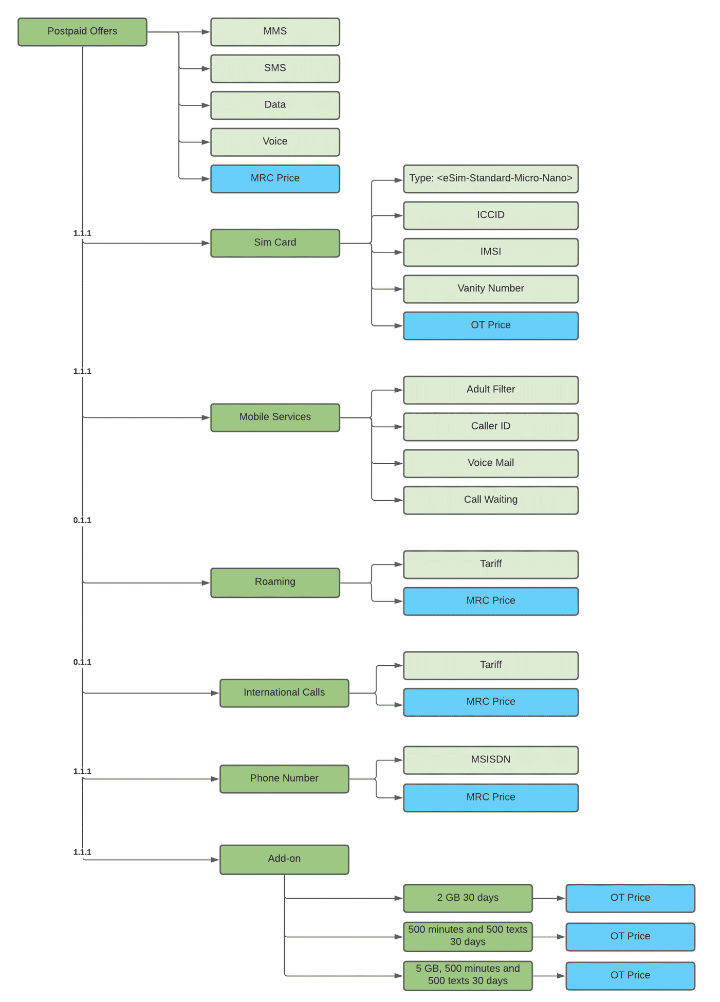 Postpaid Offers
MMS
SMS
Data
Voice
MRC Price
Type: <eSim-Standard-Micro-Nano>
ICCID
1.1.1
Sim Card
IMSI
Vanity Number
OT Price
1.1.1
Adult Filter
Mobile Services
Caller ID
Voice Mail
Call Waiting
0.1.1
Tariff
Roaming
MRC Price
0.1.1
Tariff
International Calls
MRC Price
MSISDN
1.1.1
Phone Number
MRC Price
1.1.1
Add-on
2 GB 30 days
OT Price
500 minutes and 500 texts
30 days
OT Price
5 GB, 500 minutes and
500 texts 30 days
OT Price